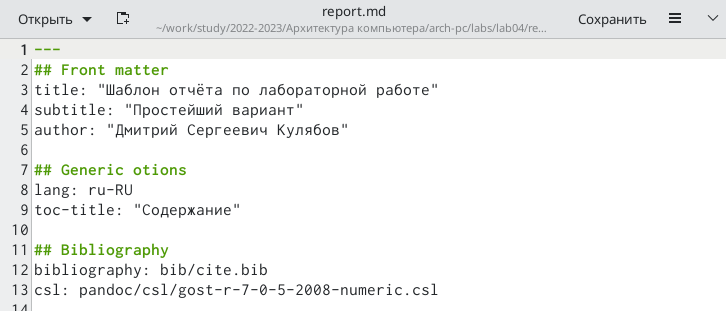 Открыть
report.md
~/work/study/2022-2023/Архитектура компьютера/arch-pc/labs/lab04/re...
Сохранить
1 ---
2 ## Front matter
3 title: "Шаблон отчёта по лабораторной работе"
4 subtitle: "Простейший вариант"
5 author: "Дмитрий Сергеевич Кулябов"
6
7 ## Generic otions
8 lang: ru-RU
9 toc-title: "Содержание"
10
11 ## Bibliography
12 bibliography: bib/cite.bib
13 csl: pandoc/csl/gost-r-7-0-5-2008-numeric.csl
14